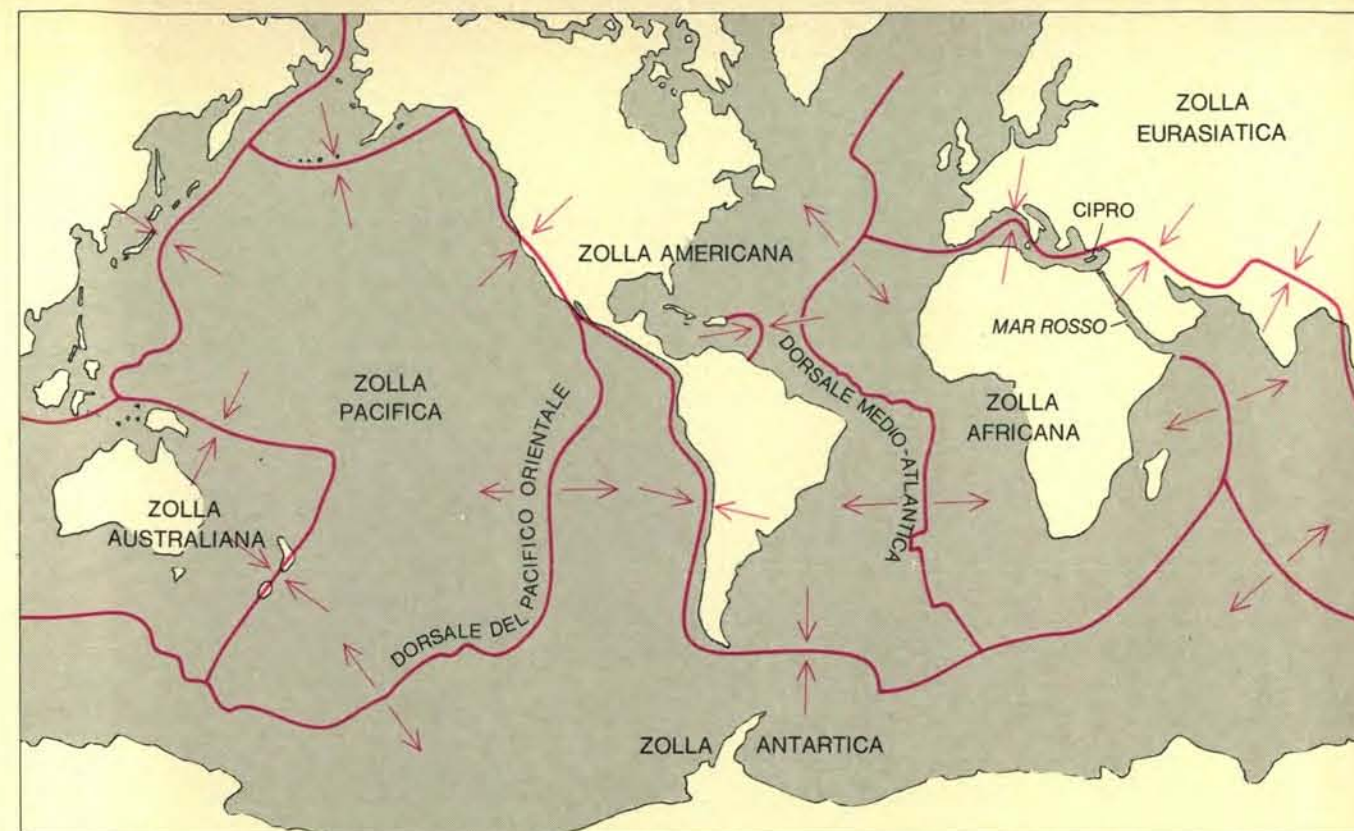 ZOLLA
EURASIATICA
CIPRO
ZOLLA AMERICANA
MAR ROSSO
ZOLLA
PACIFICA
DORSALE MEDIO-ATLANTICA
ZOLLA
AFRICANA
DORSALE DEL PACIFICO ORIENTALE
ZOLLA
AUSTRALIANA
ZOLLA ANTARTICA